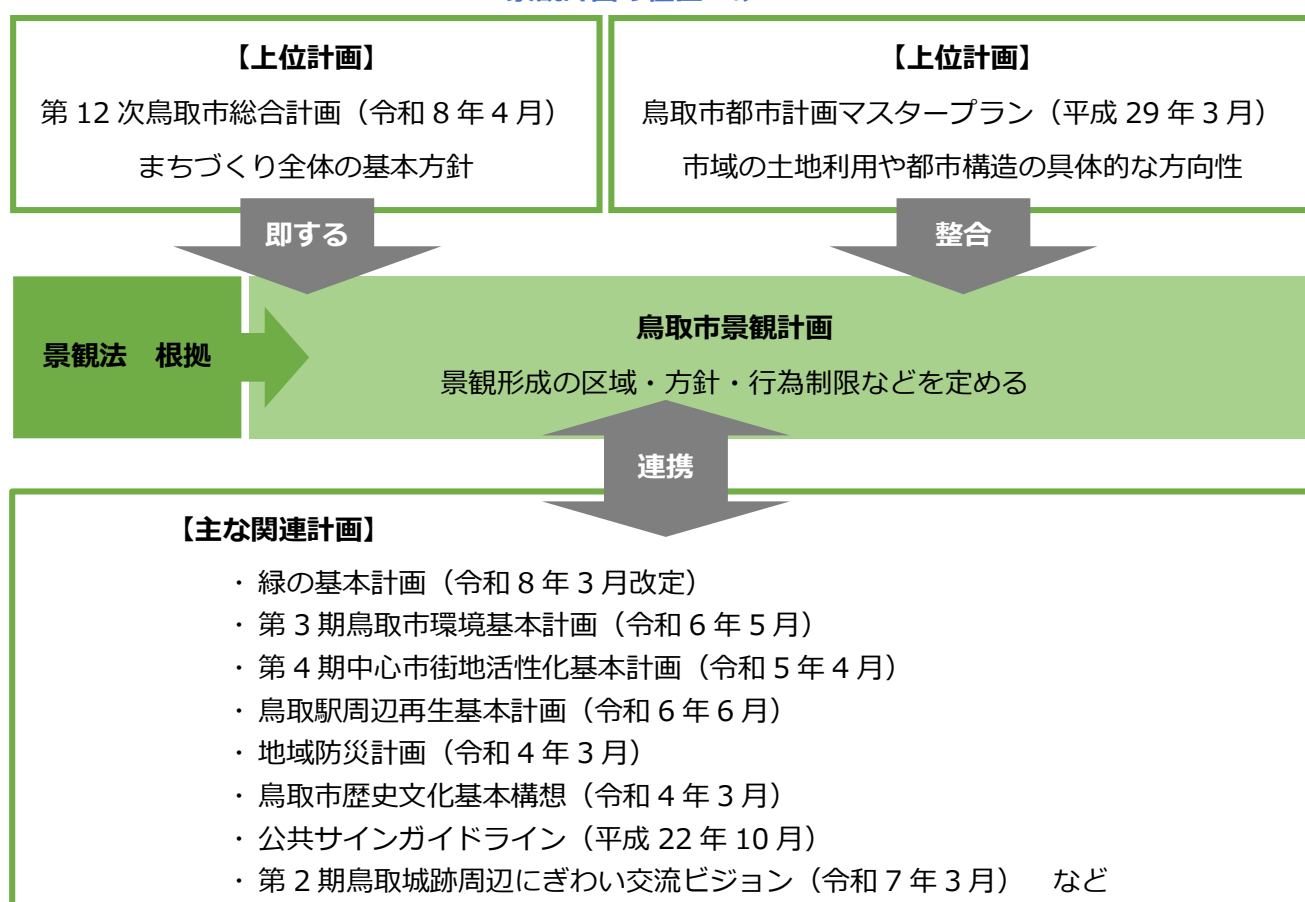 【上位計画】
第 12 次鳥取市総合計画（令和 8 年 4 月）
まちづくり全体の基本方針
【上位計画】
鳥取市都市計画マスタープラン（平成 29 年 3 月）
市域の土地利用や都市構造の具体的な方向性
即する
整合
景観法　根拠
鳥取市景観計画
景観形成の区域・方針・行為制限などを定める
連携
【主な関連計画】
・緑の基本計画（令和 8 年 3 月改定）
・第 3 期鳥取市環境基本計画（令和 6 年 5 月）
・第 4 期中心市街地活性化基本計画（令和 5 年 4 月）
・鳥取駅周辺再生基本計画（令和 6 年 6 月）
・地域防災計画（令和 4 年 3 月）
・鳥取市歴史文化基本構想（令和 4 年 3 月）
・公共サインガイドライン（平成 22 年 10 月）
・第 2 期鳥取城跡周辺にぎわい交流ビジョン（令和 7 年 3 月）　など